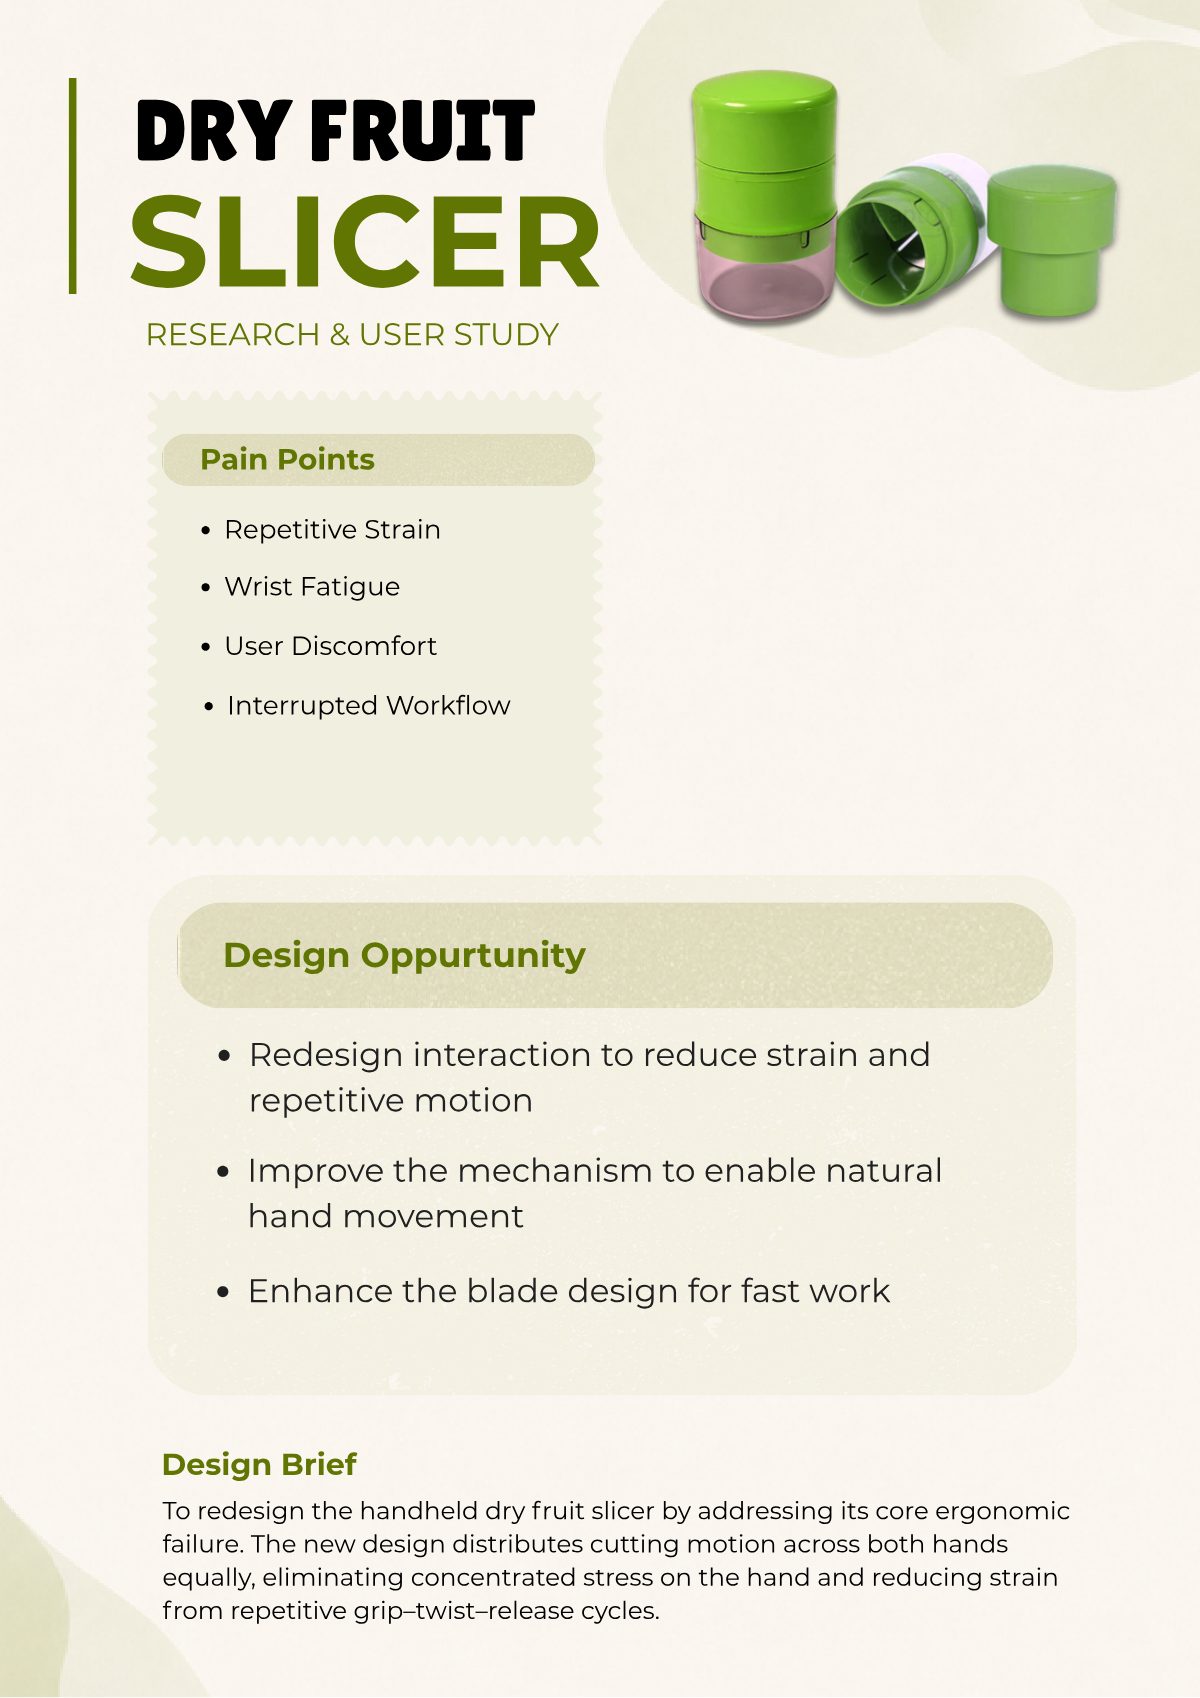 DRY FRUIT
SLICER
RESEARCH & USER STUDY
Pain Points
• Repetitive Strain
• Wrist Fatigue
• User Discomfort
• Interrupted Workflow
Design Oppurtunity
• Redesign interaction to reduce strain and
repetitive motion
• Improve the mechanism to enable natural
hand movement
• Enhance the blade design for fast work
Design Brief
To redesign the handheld dry fruit slicer by addressing its core ergonomic
failure. The new design distributes cutting motion across both hands
equally, eliminating concentrated stress on the hand and reducing strain
from repetitive grip–twist–release cycles.